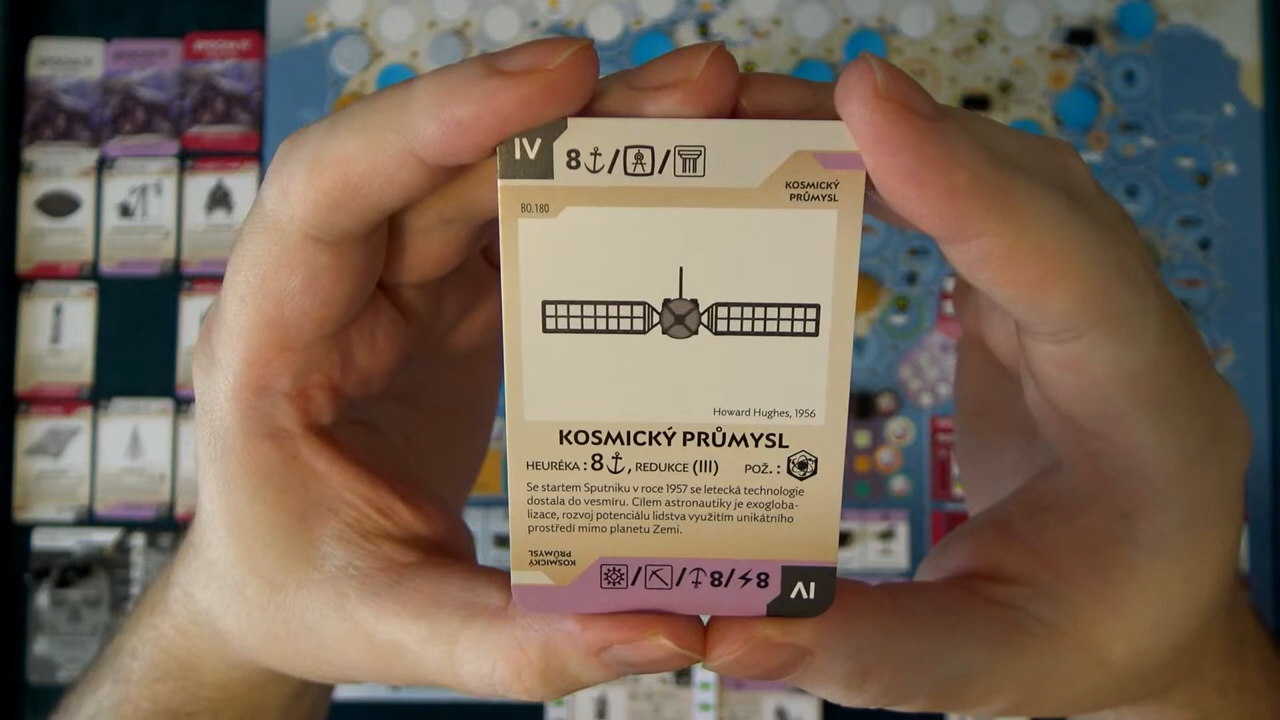 IV
8 / /
KOSMICKÝ
PRŮMYSL
BO.180
Howard Hughes, 1956
KOSMICKÝ PRŮMYSL
HEURÉKA : 8 , REDUKCE (III) POŽ. :
Se startem Sputniku v roce 1957 se letecká technologie
dostala do vesmíru. Cílem astronautiky je exogloba-
lizace, rozvoj potenciálu lidstva využitím unikátního
prostředí mimo planetu Zemi.
KOSMICKÝ
PRŮMYSL
IV
8 /8 / /